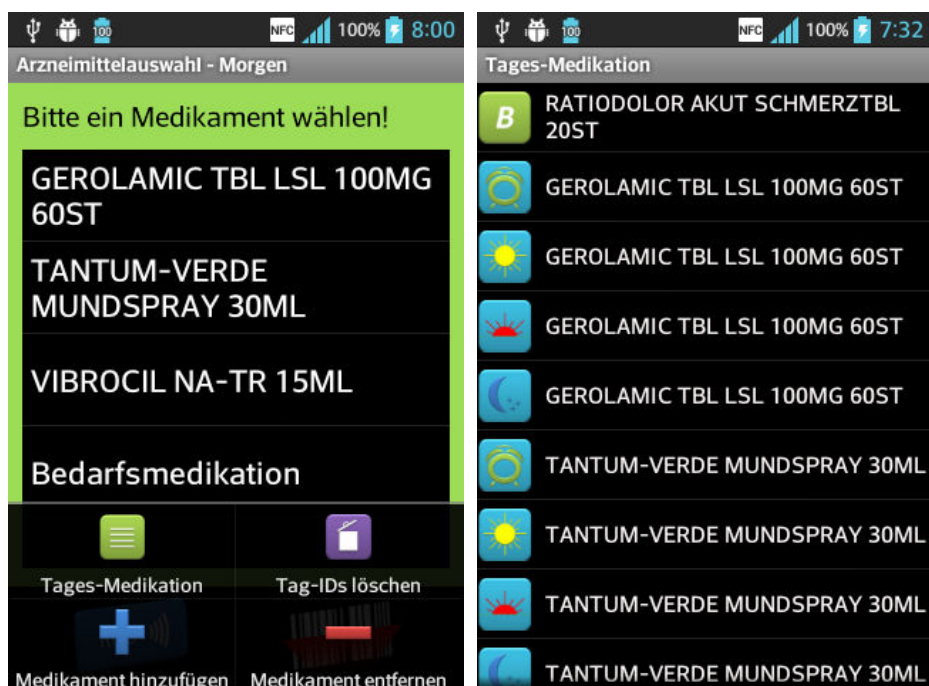 100 NFC 100% 8:00
Arzneimittelauswahl - Morgen
Bitte ein Medikament wählen!
GEROLAMIC TBL LSL 100MG
60ST
TANTUM-VERDE
MUNDSPRAY 30ML
VIBROCIL NA-TR 15ML
Bedarfsmedikation
Tages-Medikation
Tag-IDs löschen
Medikament hinzufügen
Medikament entfernen
100 NFC 100% 7:32
Tages-Medikation
B
RATIODOLOR AKUT SCHMERZTBL
20ST
GEROLAMIC TBL LSL 100MG 60ST
GEROLAMIC TBL LSL 100MG 60ST
GEROLAMIC TBL LSL 100MG 60ST
GEROLAMIC TBL LSL 100MG 60ST
TANTUM-VERDE MUNDSPRAY 30ML
TANTUM-VERDE MUNDSPRAY 30ML
TANTUM-VERDE MUNDSPRAY 30ML
TANTUM-VERDE MUNDSPRAY 30ML